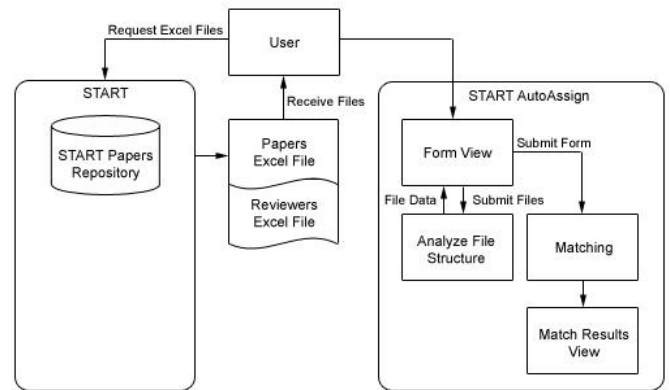 Request Excel Files
User
START
Receive Files
START AutoAssign
START Papers
Repository
Papers
Excel File
Reviewers
Excel File
Form View
Submit Form
File Data
Submit Files
Analyze File
Structure
Matching
Match Results
View